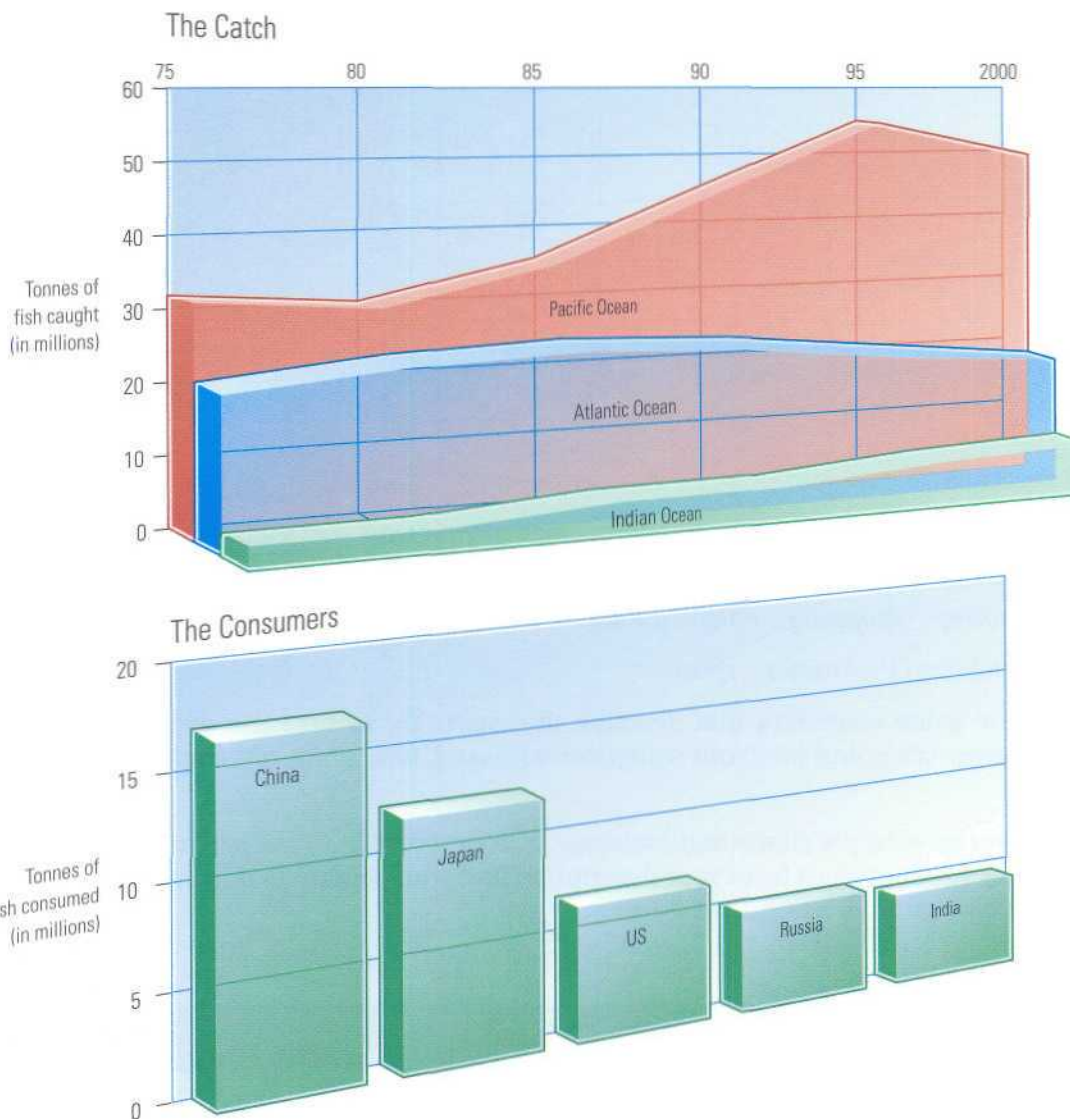 The Catch
75 80 85 90 95 2000
60
50
40
30
20
10
0
Tonnes of
fish caught
(in millions)
Pacific Ocean
Atlantic Ocean
Indian Ocean
The Consumers
20
15
10
5
0
Tonnes of
sh consumed
(in millions)
China
Japan
US
Russia
India